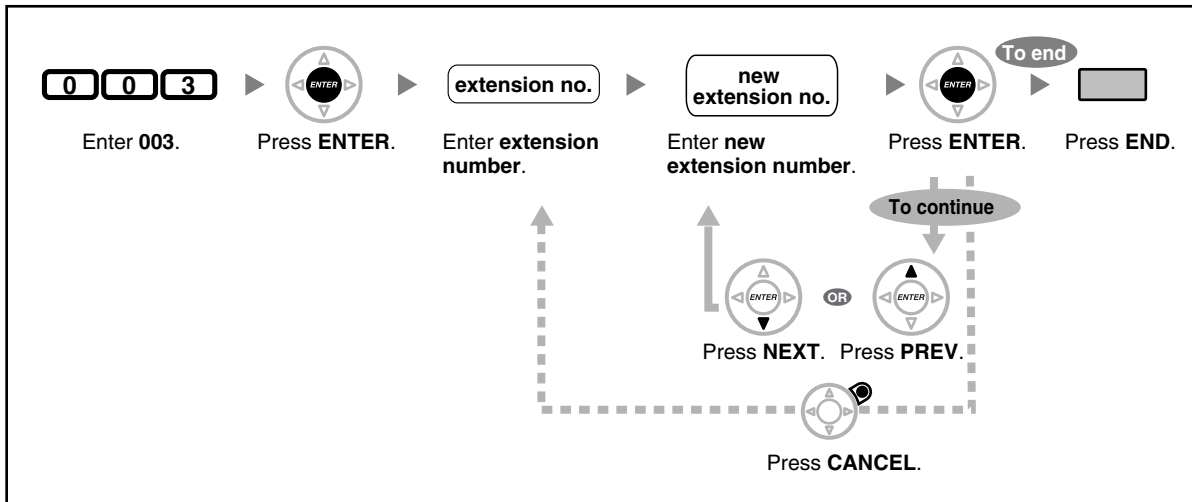 0 0 3
ENTER
extension no.
new
extension no.
ENTER
To end
Enter 003.
Press ENTER.
Enter extension
number.
Enter new
extension number.
Press ENTER.
Press END.
To continue
ENTER
OR
ENTER
Press NEXT.
Press PREV.
Press CANCEL.